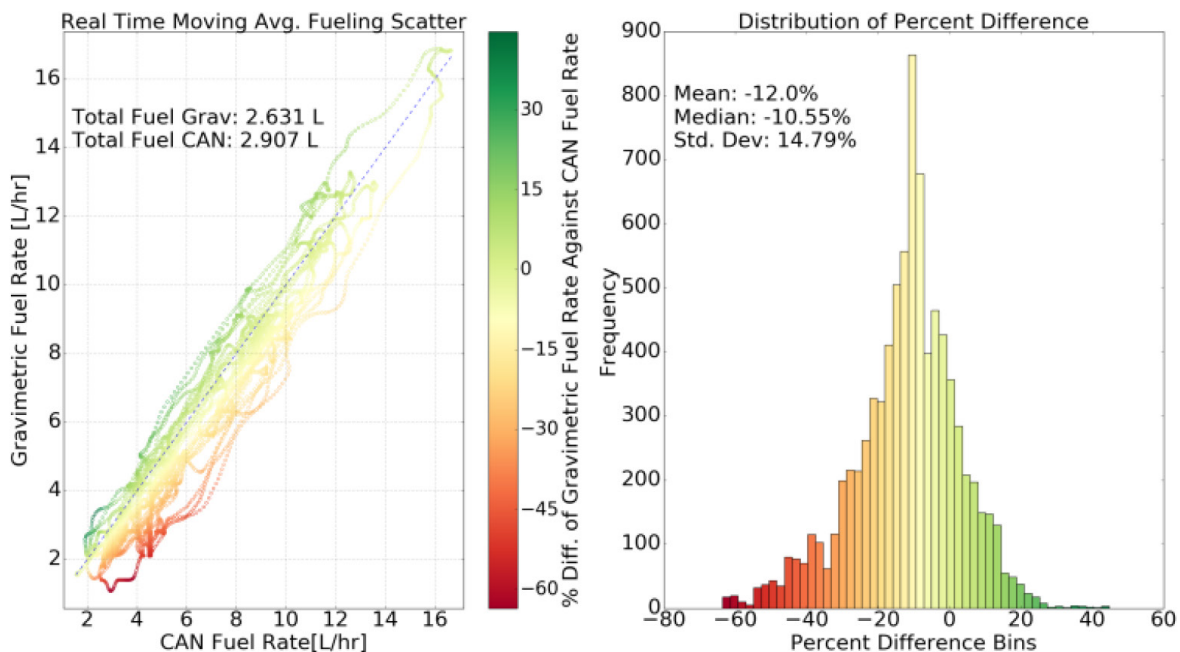 Real Time Moving Avg. Fueling Scatter
Total Fuel Grav: 2.631 L
Total Fuel CAN: 2.907 L
Gravimetric Fuel Rate [L/hr]
16
14
12
10
8
6
4
2
2 4 6 8 10 12 14 16
CAN Fuel Rate[L/hr]
30
15
0
−15
−30
−45
−60
% Diff. of Gravimetric Fuel Rate Against CAN Fuel Rate
Distribution of Percent Difference
Mean: -12.0%
Median: -10.55%
Std. Dev: 14.79%
Frequency
900
800
700
600
500
400
300
200
100
0
−80 −60 −40 −20 0 20 40 60
Percent Difference Bins